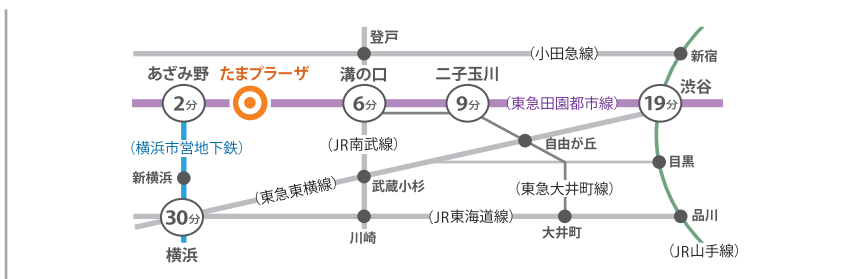 登戸
(小田急線)
新宿
あざみ野
たまプラーザ
溝の口
二子玉川
渋谷
2分
6分
9分
(東急田園都市線)
19分
(横浜市営地下鉄)
(JR南武線)
自由が丘
目黒
新横浜
(東急東横線)
武蔵小杉
(東急大井町線)
30分
(JR東海道線)
品川
横浜
川崎
大井町
(JR山手線)